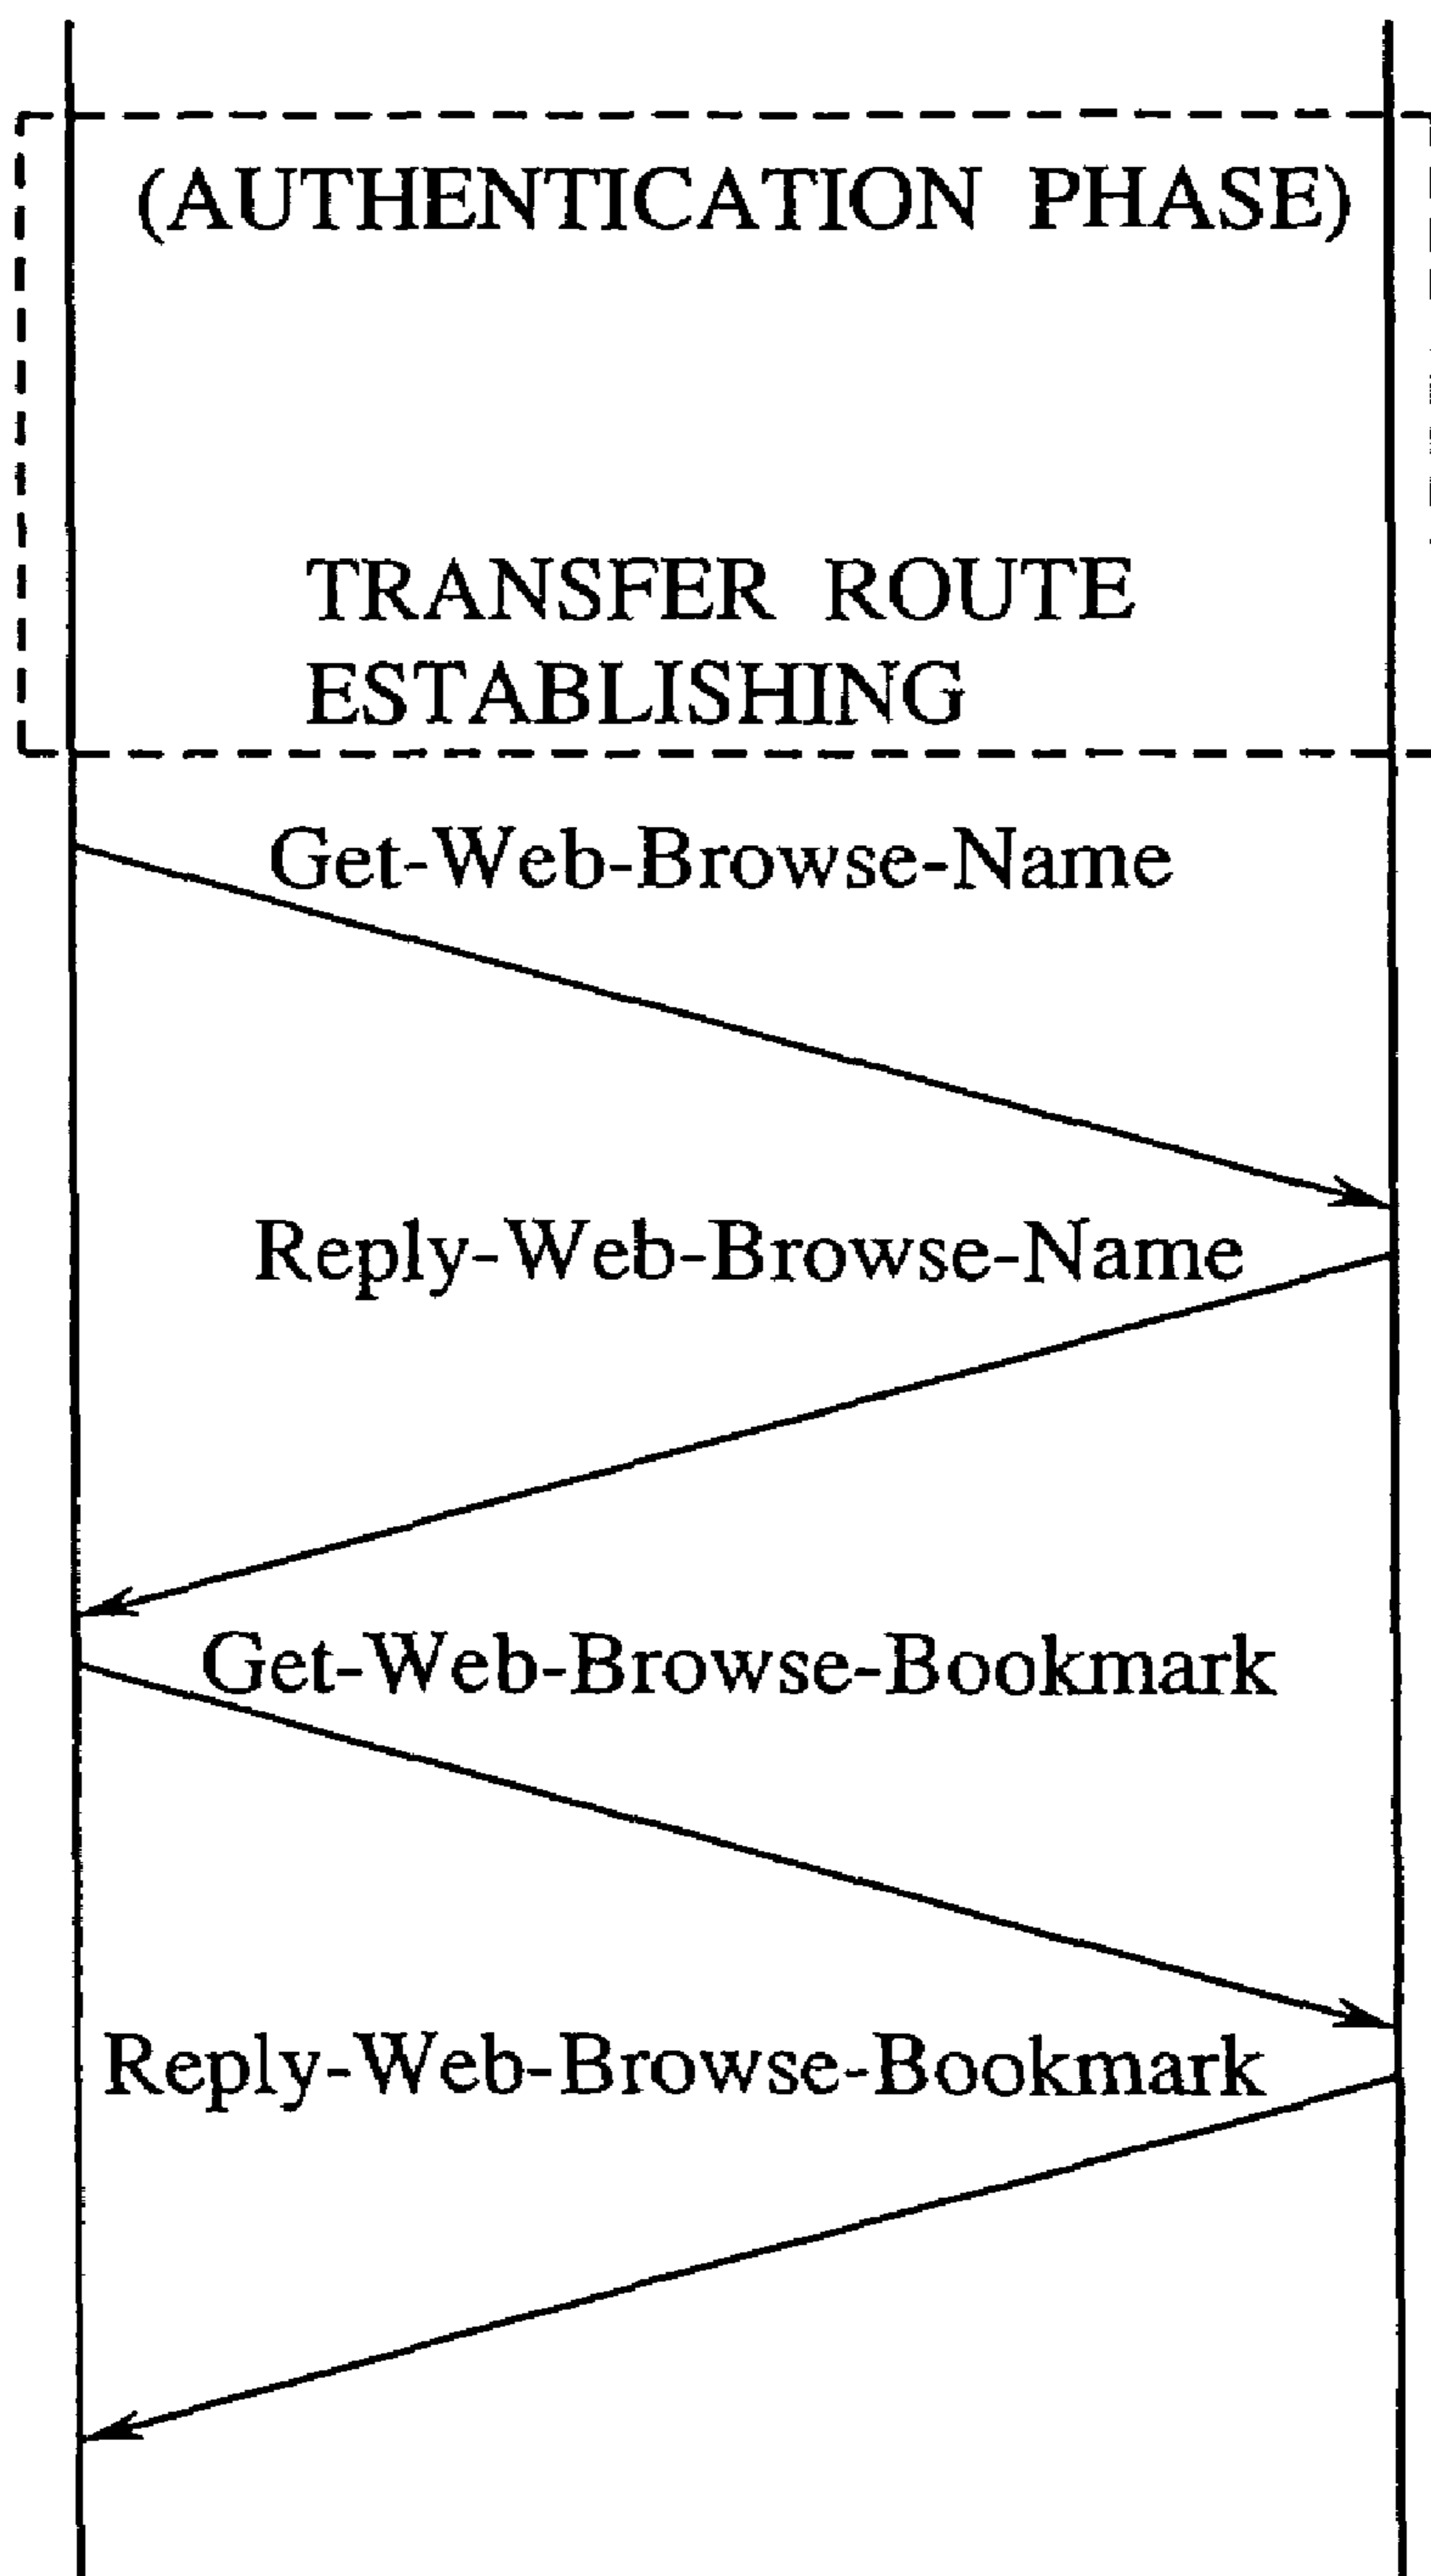 (AUTHENTICATION PHASE)
TRANSFER ROUTE
ESTABLISHING
Get-Web-Browse-Name
Reply-Web-Browse-Name
Get-Web-Browse-Bookmark
Reply-Web-Browse-Bookmark